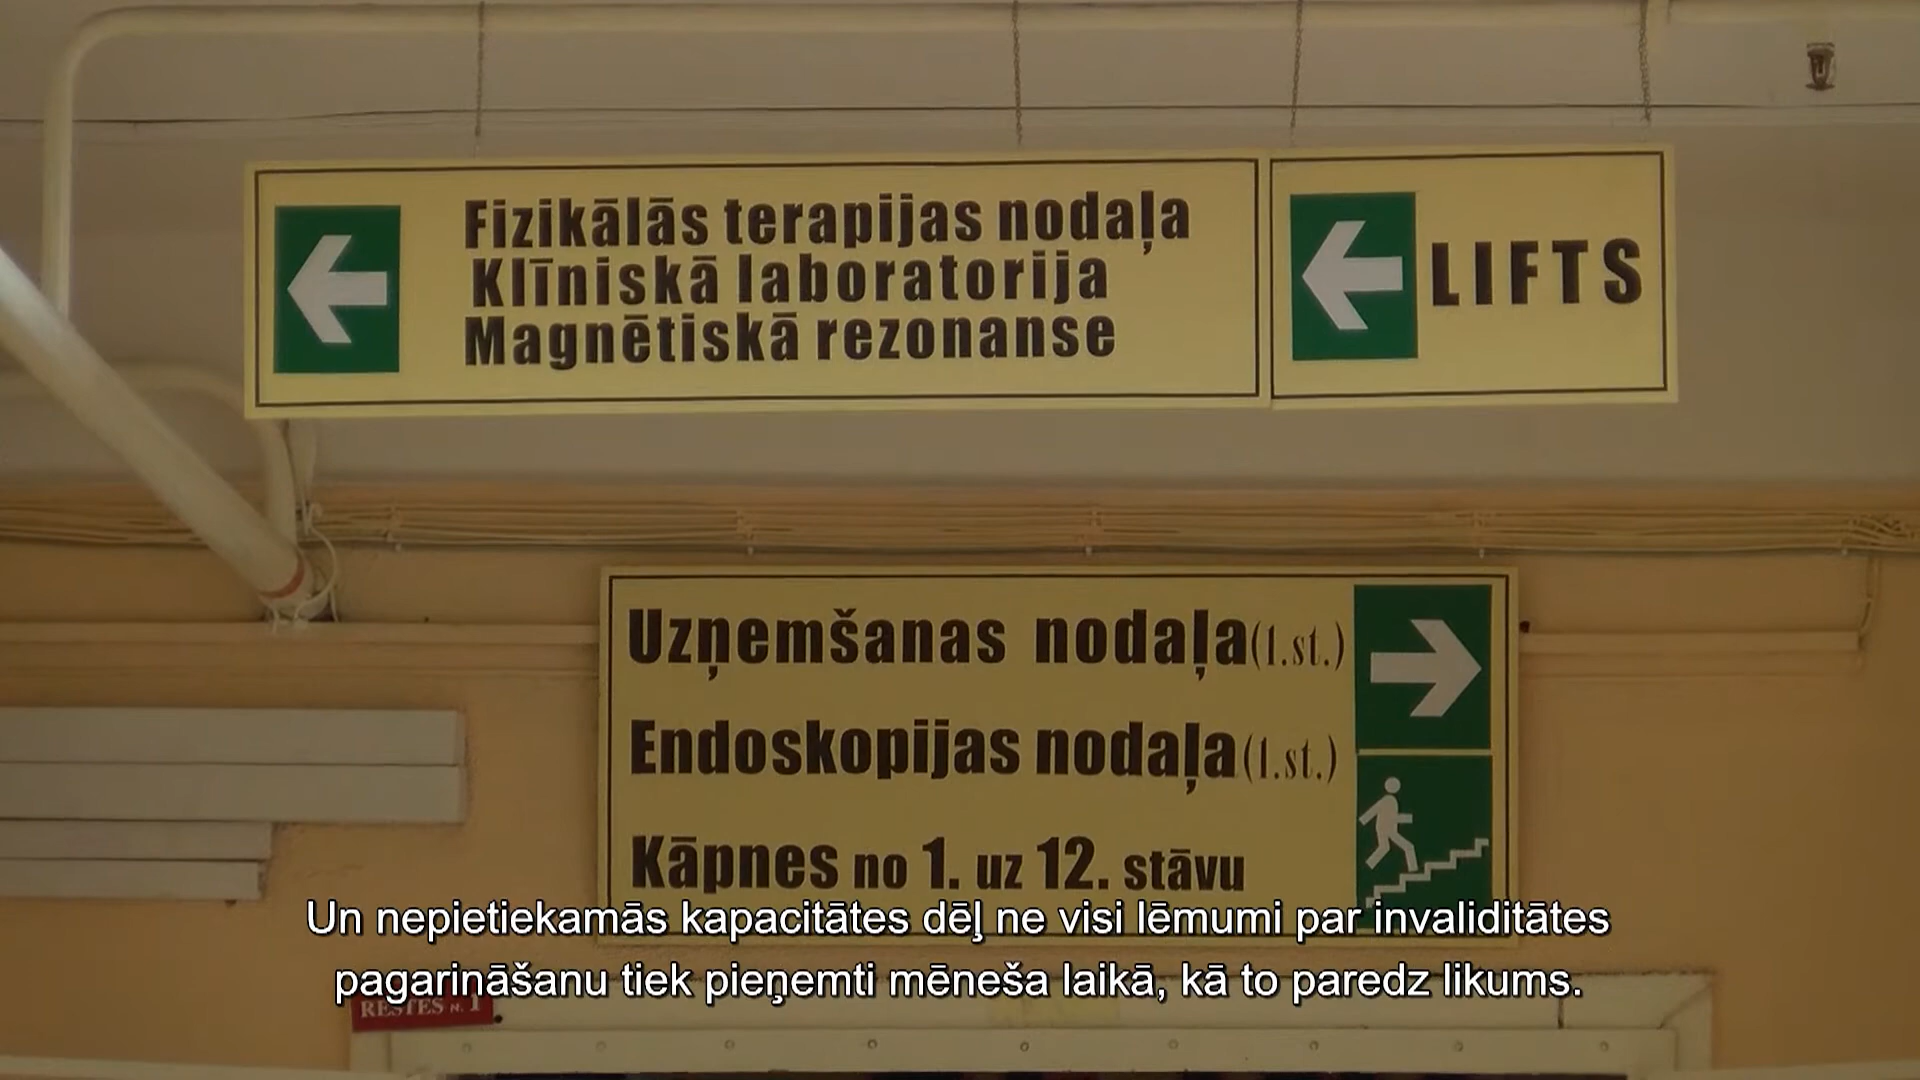 Fizikālās terapijas nodaļa
Klīniskā laboratorija
Magnētiskā rezonanse
LIFTS
Uzņemšanas nodaļa (1.st.)
Endoskopijas nodaļa (1.st.)
Kāpnes no 1. uz 12. stāvu
Un nepietiekamās kapacitātes dēļ ne visi lēmumi par invaliditātes
pagarināšanu tiek pieņemti mēneša laikā, kā to paredz likums.